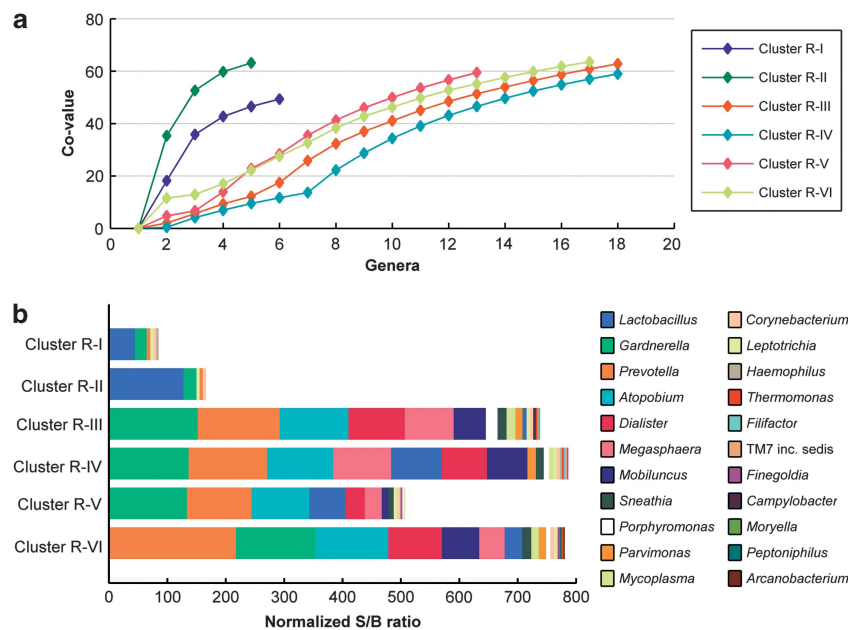 a
80
60
40
20
0
Co-value
0 2 4 6 8 10 12 14 16 18 20
Genera
Cluster R-I
Cluster R-II
Cluster R-III
Cluster R-IV
Cluster R-V
Cluster R-VI
b
Cluster R-I
Cluster R-II
Cluster R-III
Cluster R-IV
Cluster R-V
Cluster R-VI
0 100 200 300 400 500 600 700 800
Normalized S/B ratio
Lactobacillus
Gardnerella
Prevotella
Atopobium
Dialister
Megasphaera
Mobiluncus
Sneathia
Porphyromonas
Parvimonas
Mycoplasma
Corynebacterium
Leptotrichia
Haemophilus
Thermomonas
Filifactor
TM7 inc. sedis
Finegoldia
Campylobacter
Moryella
Peptoniphilus
Arcanobacterium